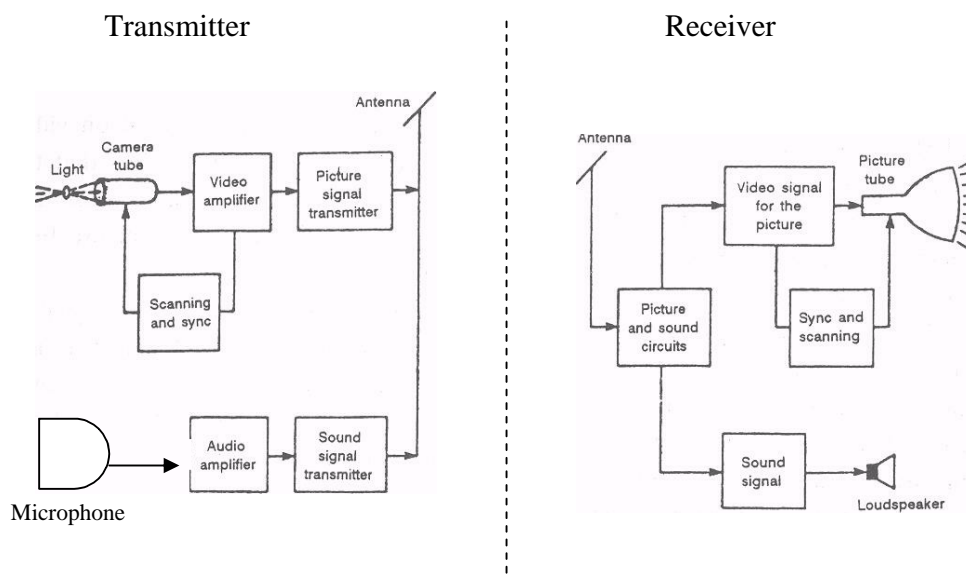 Transmitter
Receiver
Antenna
Light
Camera
tube
Video
amplifier
Picture
signal
transmitter
Scanning
and sync
Audio
amplifier
Sound
signal
transmitter
Microphone
Antenna
Video signal
for the
picture
Picture
tube
Picture
and sound
circuits
Sync and
scanning
Sound
signal
Loudspeaker